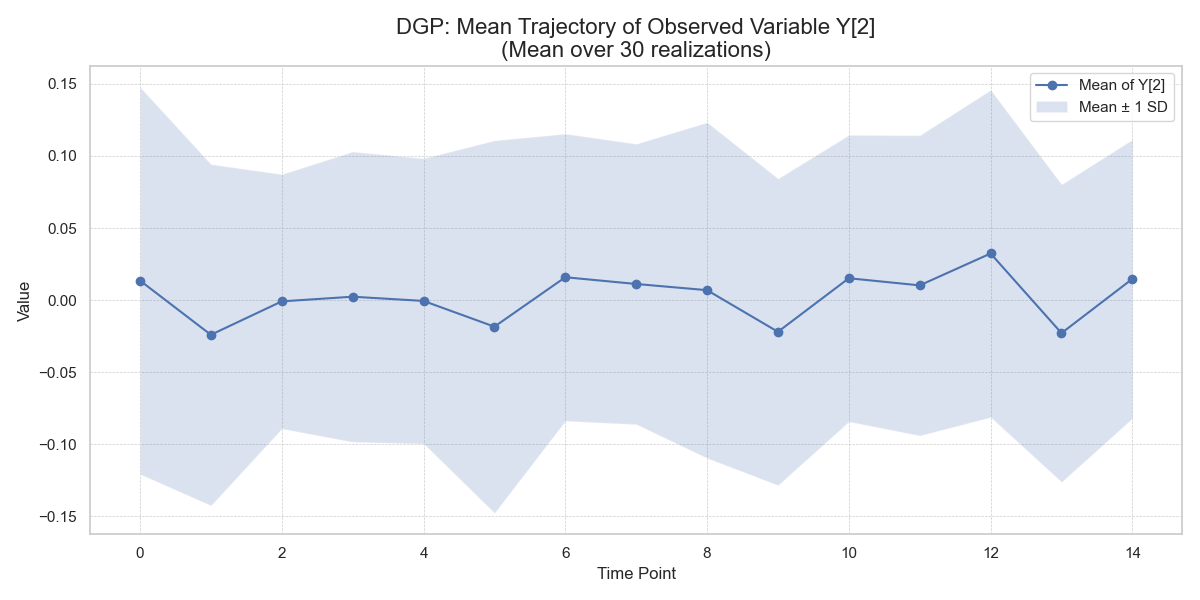 DGP: Mean Trajectory of Observed Variable Y[2]
(Mean over 30 realizations)
Mean of Y[2]
Mean ± 1 SD
Value
0.15
0.10
0.05
0.00
−0.05
−0.10
−0.15
0 2 4 6 8 10 12 14
Time Point